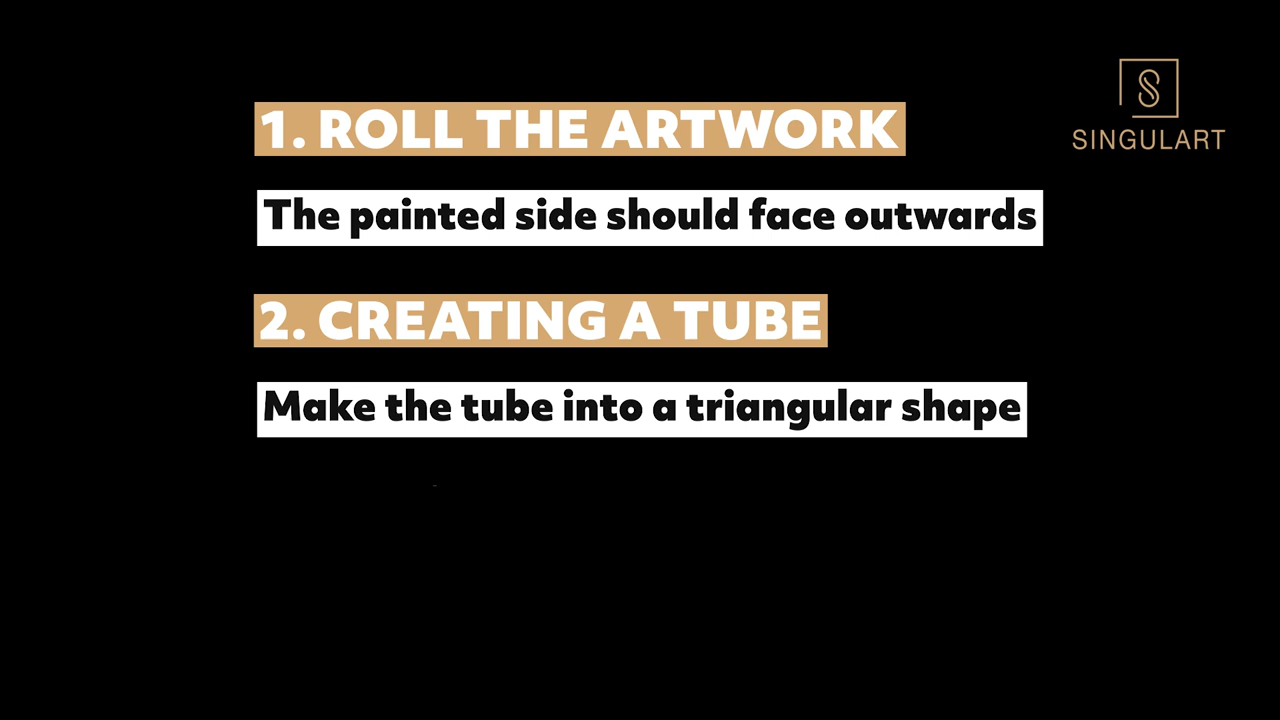 1. ROLL THE ARTWORK
SINGULART
The painted side should face outwards
2. CREATING A TUBE
Make the tube into a triangular shape